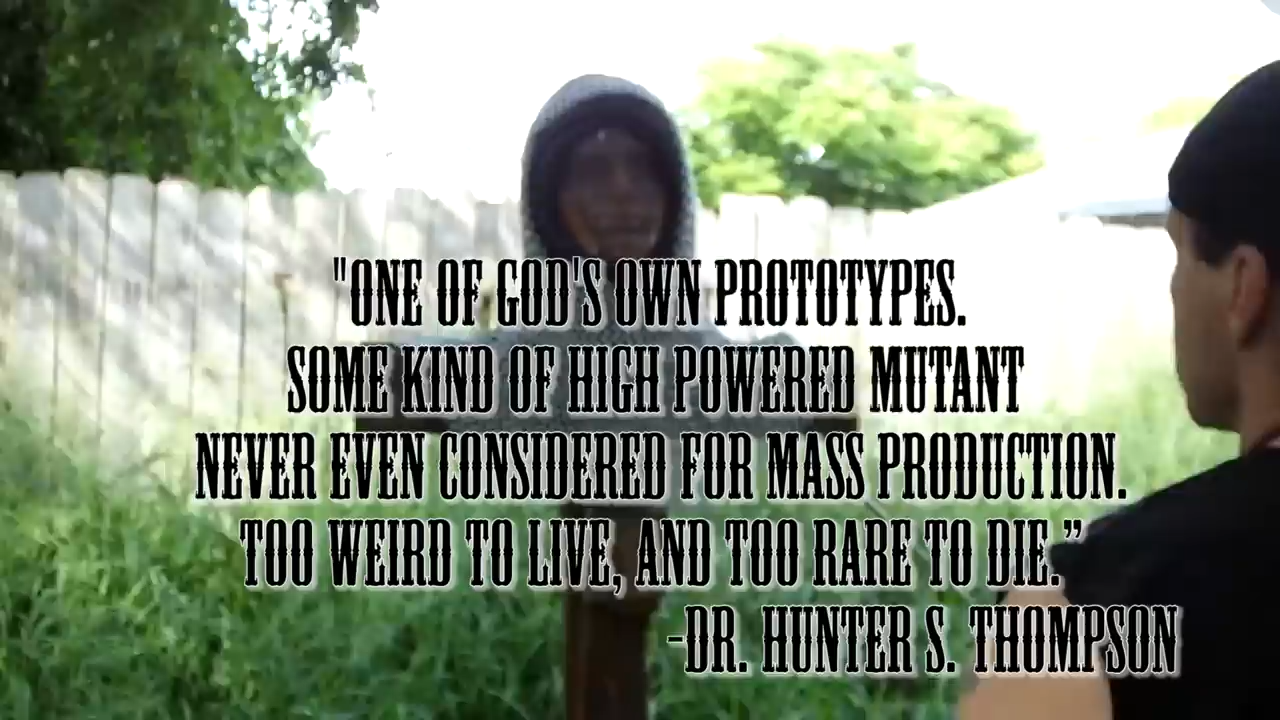 "ONE OF GOD'S OWN PROTOTYPES.
SOME KIND OF HIGH POWERED MUTANT
NEVER EVEN CONSIDERED FOR MASS PRODUCTION.
TOO WEIRD TO LIVE, AND TOO RARE TO DIE.”
-DR. HUNTER S. THOMPSON